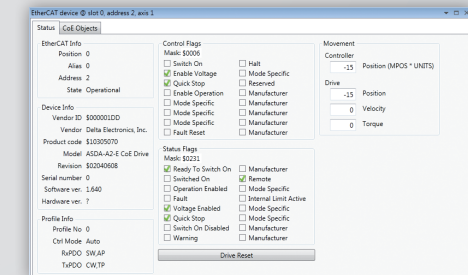 EtherCAT device @ slot 0, address 2, axis 1
Status CoE Objects
EtherCAT Info
Position 0
Alias 0
Address 2
State Operational
Device Info
Vendor ID $000001DD
Vendor Delta Electronics, Inc.
Product code $10305070
Model ASDA-A2-E CoE Drive
Revision $02040608
Serial number 0
Software ver. 1.640
Hardware ver. ?
Profile Info
Profile No 0
Ctrl Mode Auto
RxPDO SW,AP
TxPDO CW,TP
Control Flags
Mask: $0006
Switch On Halt
Enable Voltage Mode Specific
Quick Stop Reserved
Enable Operation Manufacturer
Mode Specific Manufacturer
Mode Specific Manufacturer
Mode Specific Manufacturer
Fault Reset Manufacturer
Status Flags
Mask: $0231
Ready To Switch On Manufacturer
Switched On Remote
Operation Enabled Mode Specific
Fault Internal Limit Active
Voltage Enabled Mode Specific
Quick Stop Mode Specific
Switch On Disabled Manufacturer
Warning Manufacturer
Drive Reset
Movement
Controller
-15 Position (MPOS * UNITS)
Drive
-15 Position
0 Velocity
0 Torque